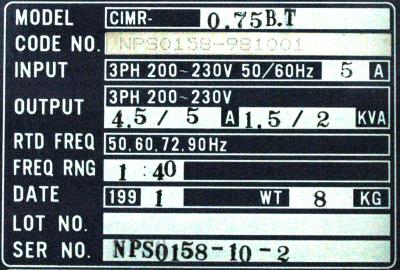 MODEL CIMR- 0.75B.T
CODE NO. NPS0158-981001
INPUT 3PH 200~230V 50/60Hz 5 A
OUTPUT 3PH 200~230V
4.5 / 5 A 1.5 / 2 KVA
RTD FREQ 50,60,72,90Hz
FREQ RNG 1 : 40
DATE 199 1 WT 8 KG
LOT NO.
SER NO. NPS0158-10-2